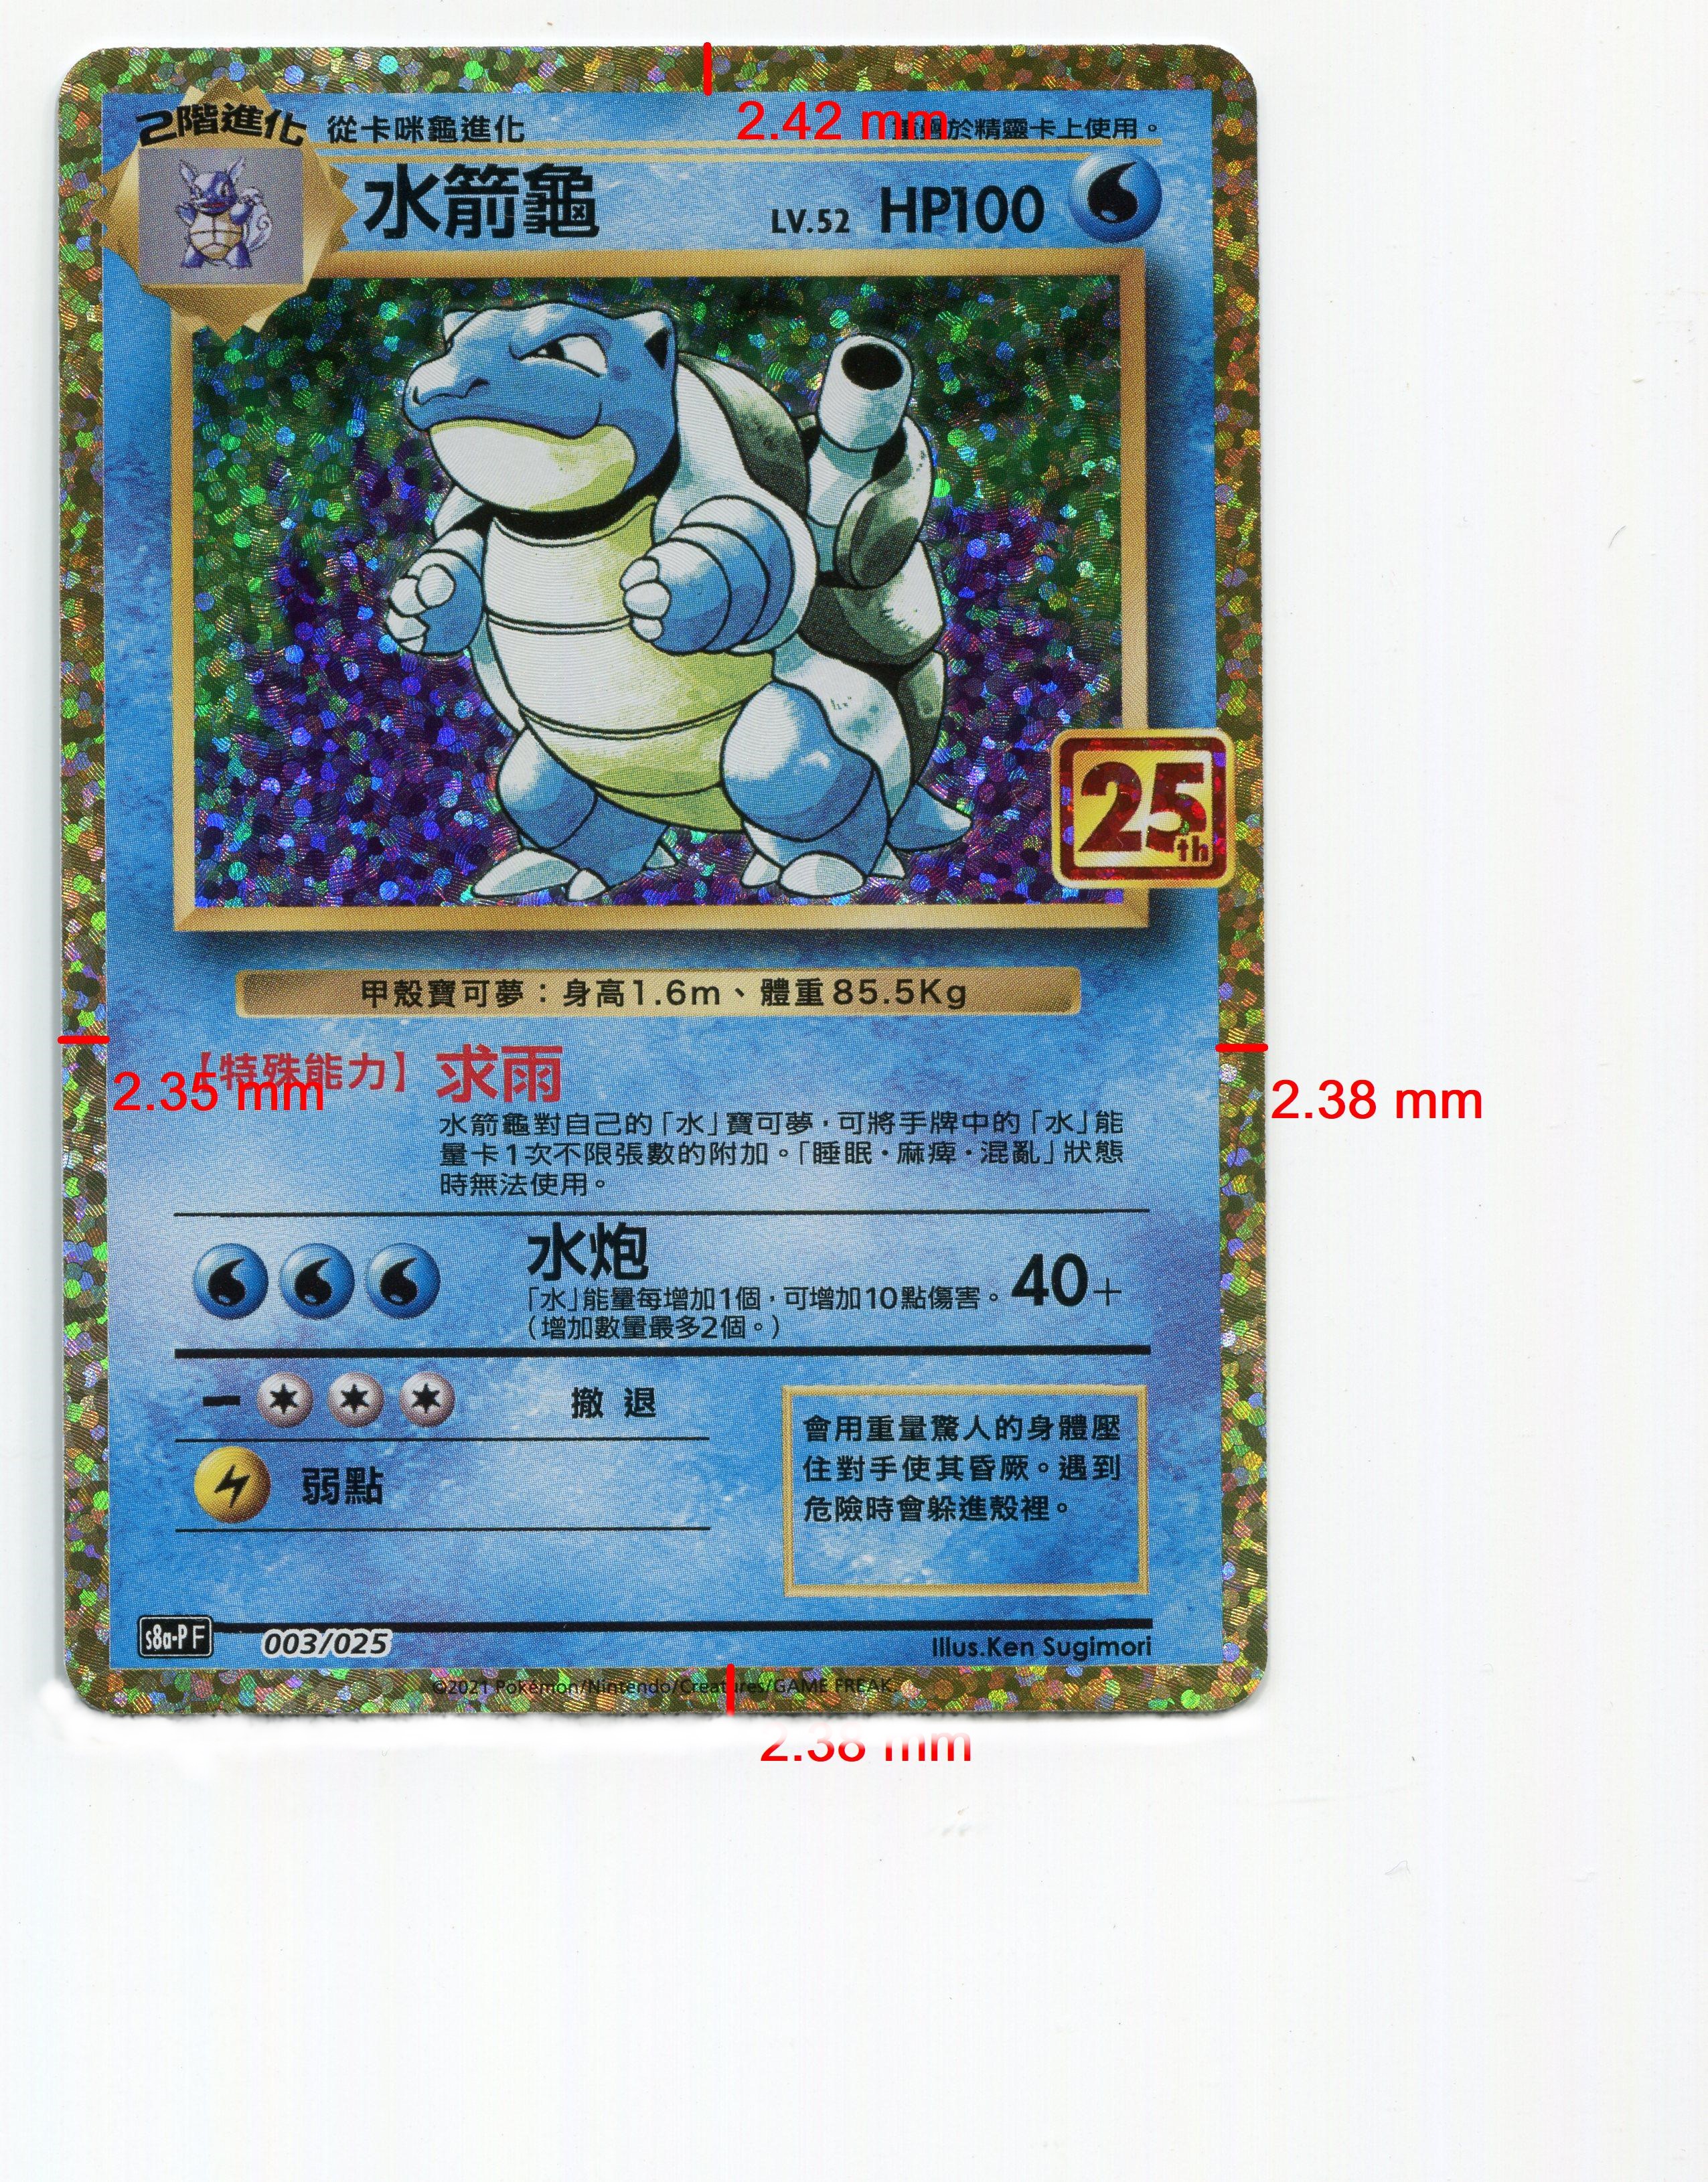 2階進化
從卡咪龜進化
於精靈卡上使用。
2.42 mm
水箭龜
LV.52 HP100
25th
甲殼寶可夢：身高1.6m、體重85.5Kg
【特殊能力】 求雨
2.35 mm
2.38 mm
水箭龜對自己的「水」寶可夢，可將手牌中的「水」能
量卡1次不限張數的附加。「睡眠・麻痺・混亂」狀態
時無法使用。
水炮
40+
「水」能量每增加1個，可增加10點傷害。
（增加數量最多2個。）
撤退
弱點
會用重量驚人的身體壓
住對手使其昏厥。遇到
危險時會躲進殼裡。
s8a-P F
003/025
Illus.Ken Sugimori
©2021 Pokémon/Nintendo/Creatures/GAME FREAK
2.38 mm